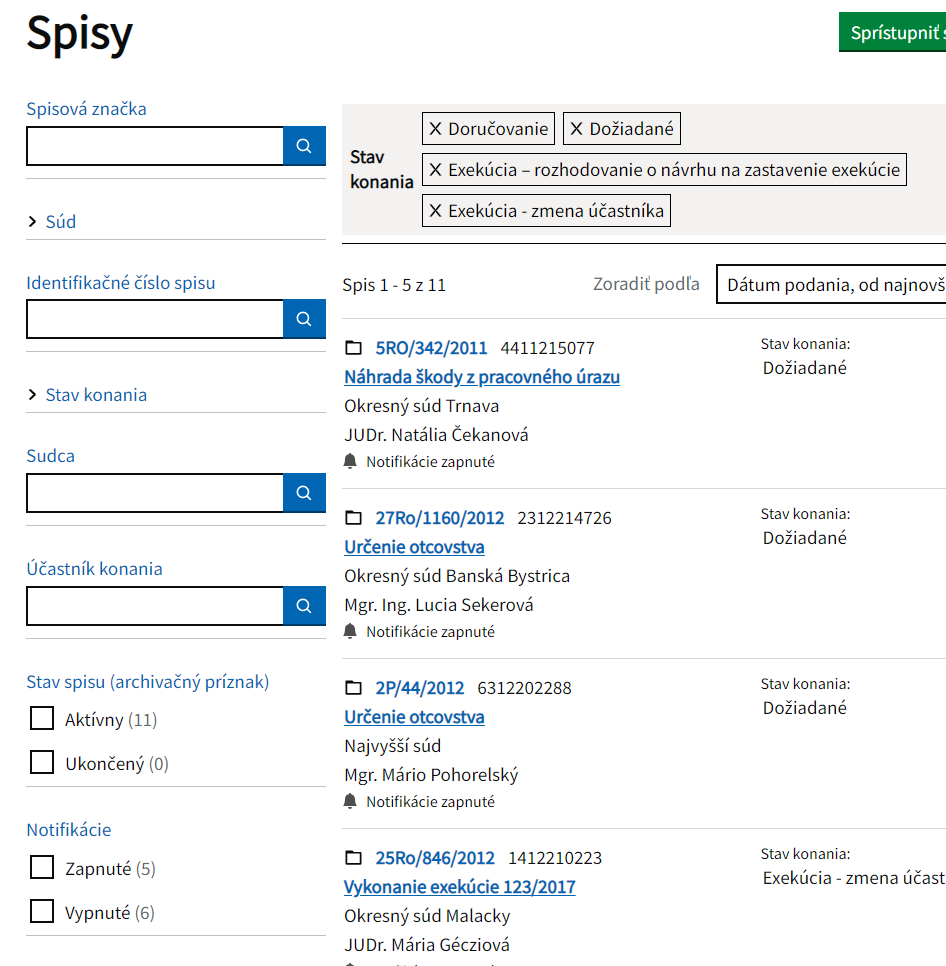 Spisy
Sprístupniť
Spisová značka
Súd
Identifikačné číslo spisu
Stav konania
Sudca
Účastník konania
Stav spisu (archivačný príznak)
Aktívny (11)
Ukončený (0)
Notifikácie
Zapnuté (5)
Vypnuté (6)
Stav
konania
X Doručovanie X Dožiadané
X Exekúcia – rozhodovanie o návrhu na zastavenie exekúcie
X Exekúcia - zmena účastníka
Spis 1 - 5 z 11 Zoradiť podľa Dátum podania, od najnovš
5RO/342/2011 4411215077
Náhrada škody z pracovného úrazu
Okresný súd Trnava
JUDr. Natália Čekanová
Notifikácie zapnuté
Stav konania:
Dožiadané
27Ro/1160/2012 2312214726
Určenie otcovstva
Okresný súd Banská Bystrica
Mgr. Ing. Lucia Sekerová
Notifikácie zapnuté
Stav konania:
Dožiadané
2P/44/2012 6312202288
Určenie otcovstva
Najvyšší súd
Mgr. Mário Pohorelský
Notifikácie zapnuté
Stav konania:
Dožiadané
25Ro/846/2012 1412210223
Vykonanie exekúcie 123/2017
Okresný súd Malacky
JUDr. Mária Gécziová
Stav konania:
Exekúcia - zmena účast